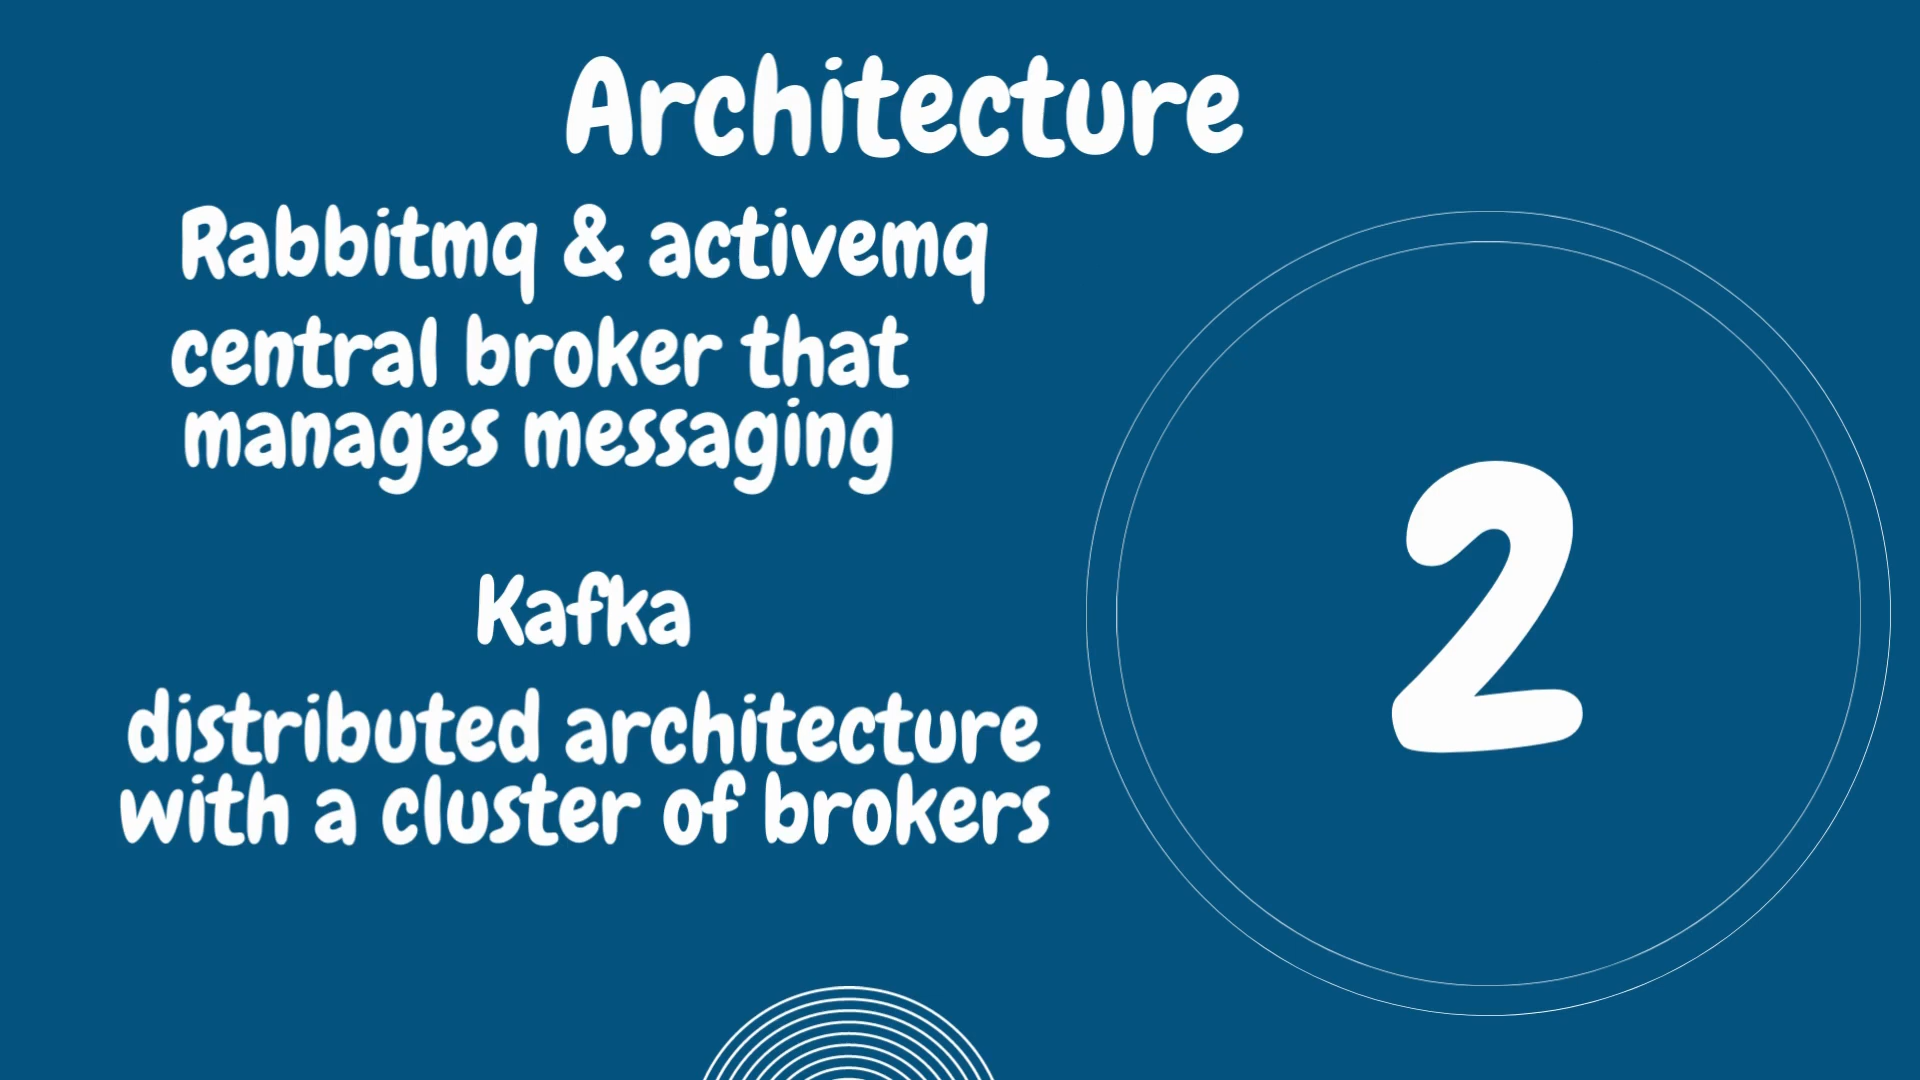 Architecture
Rabbitmq & activemq
central broker that
manages messaging
Kafka
distributed architecture
with a cluster of brokers
2